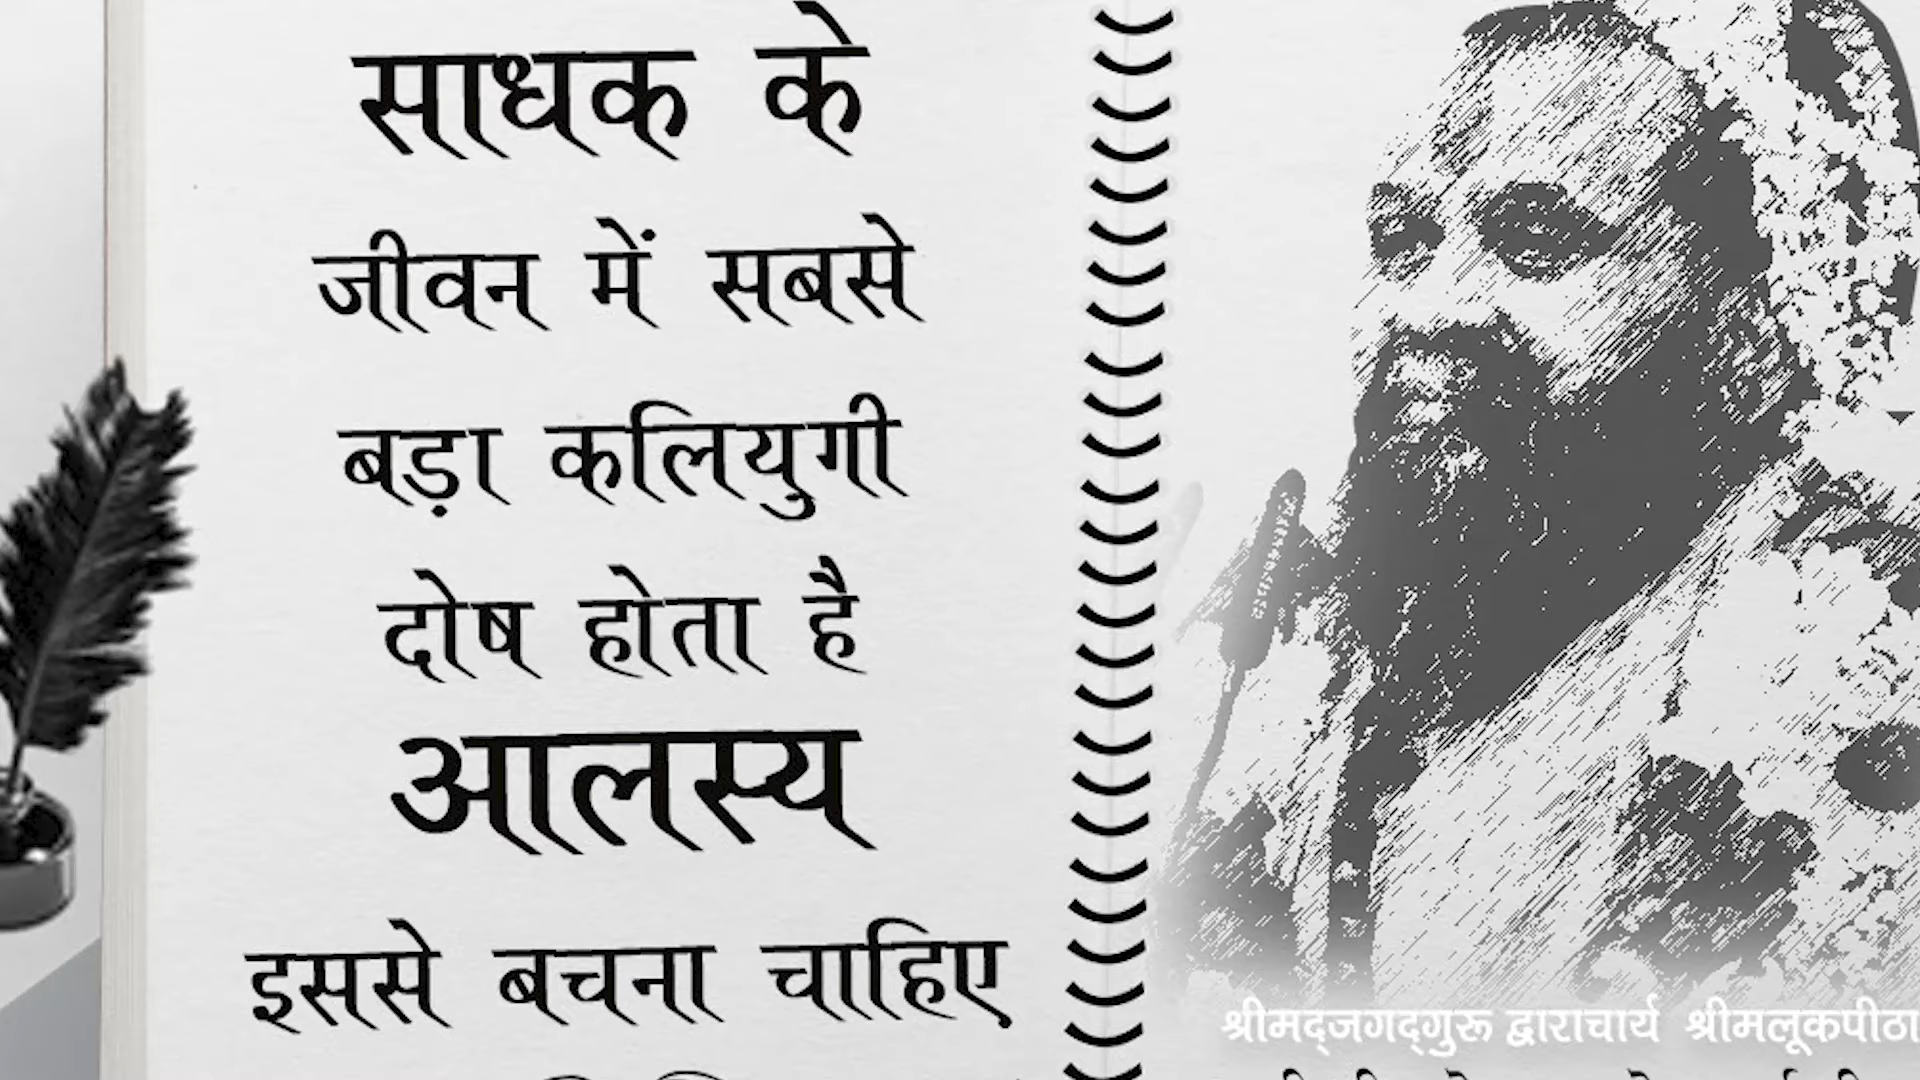 साधक के
जीवन में सबसे
बड़ा कलियुगी
दोष होता है
आलस्य
इससे बचना चाहिए
श्रीमद्जगद्गुरू द्वाराचार्य श्रीमलूकपीठा